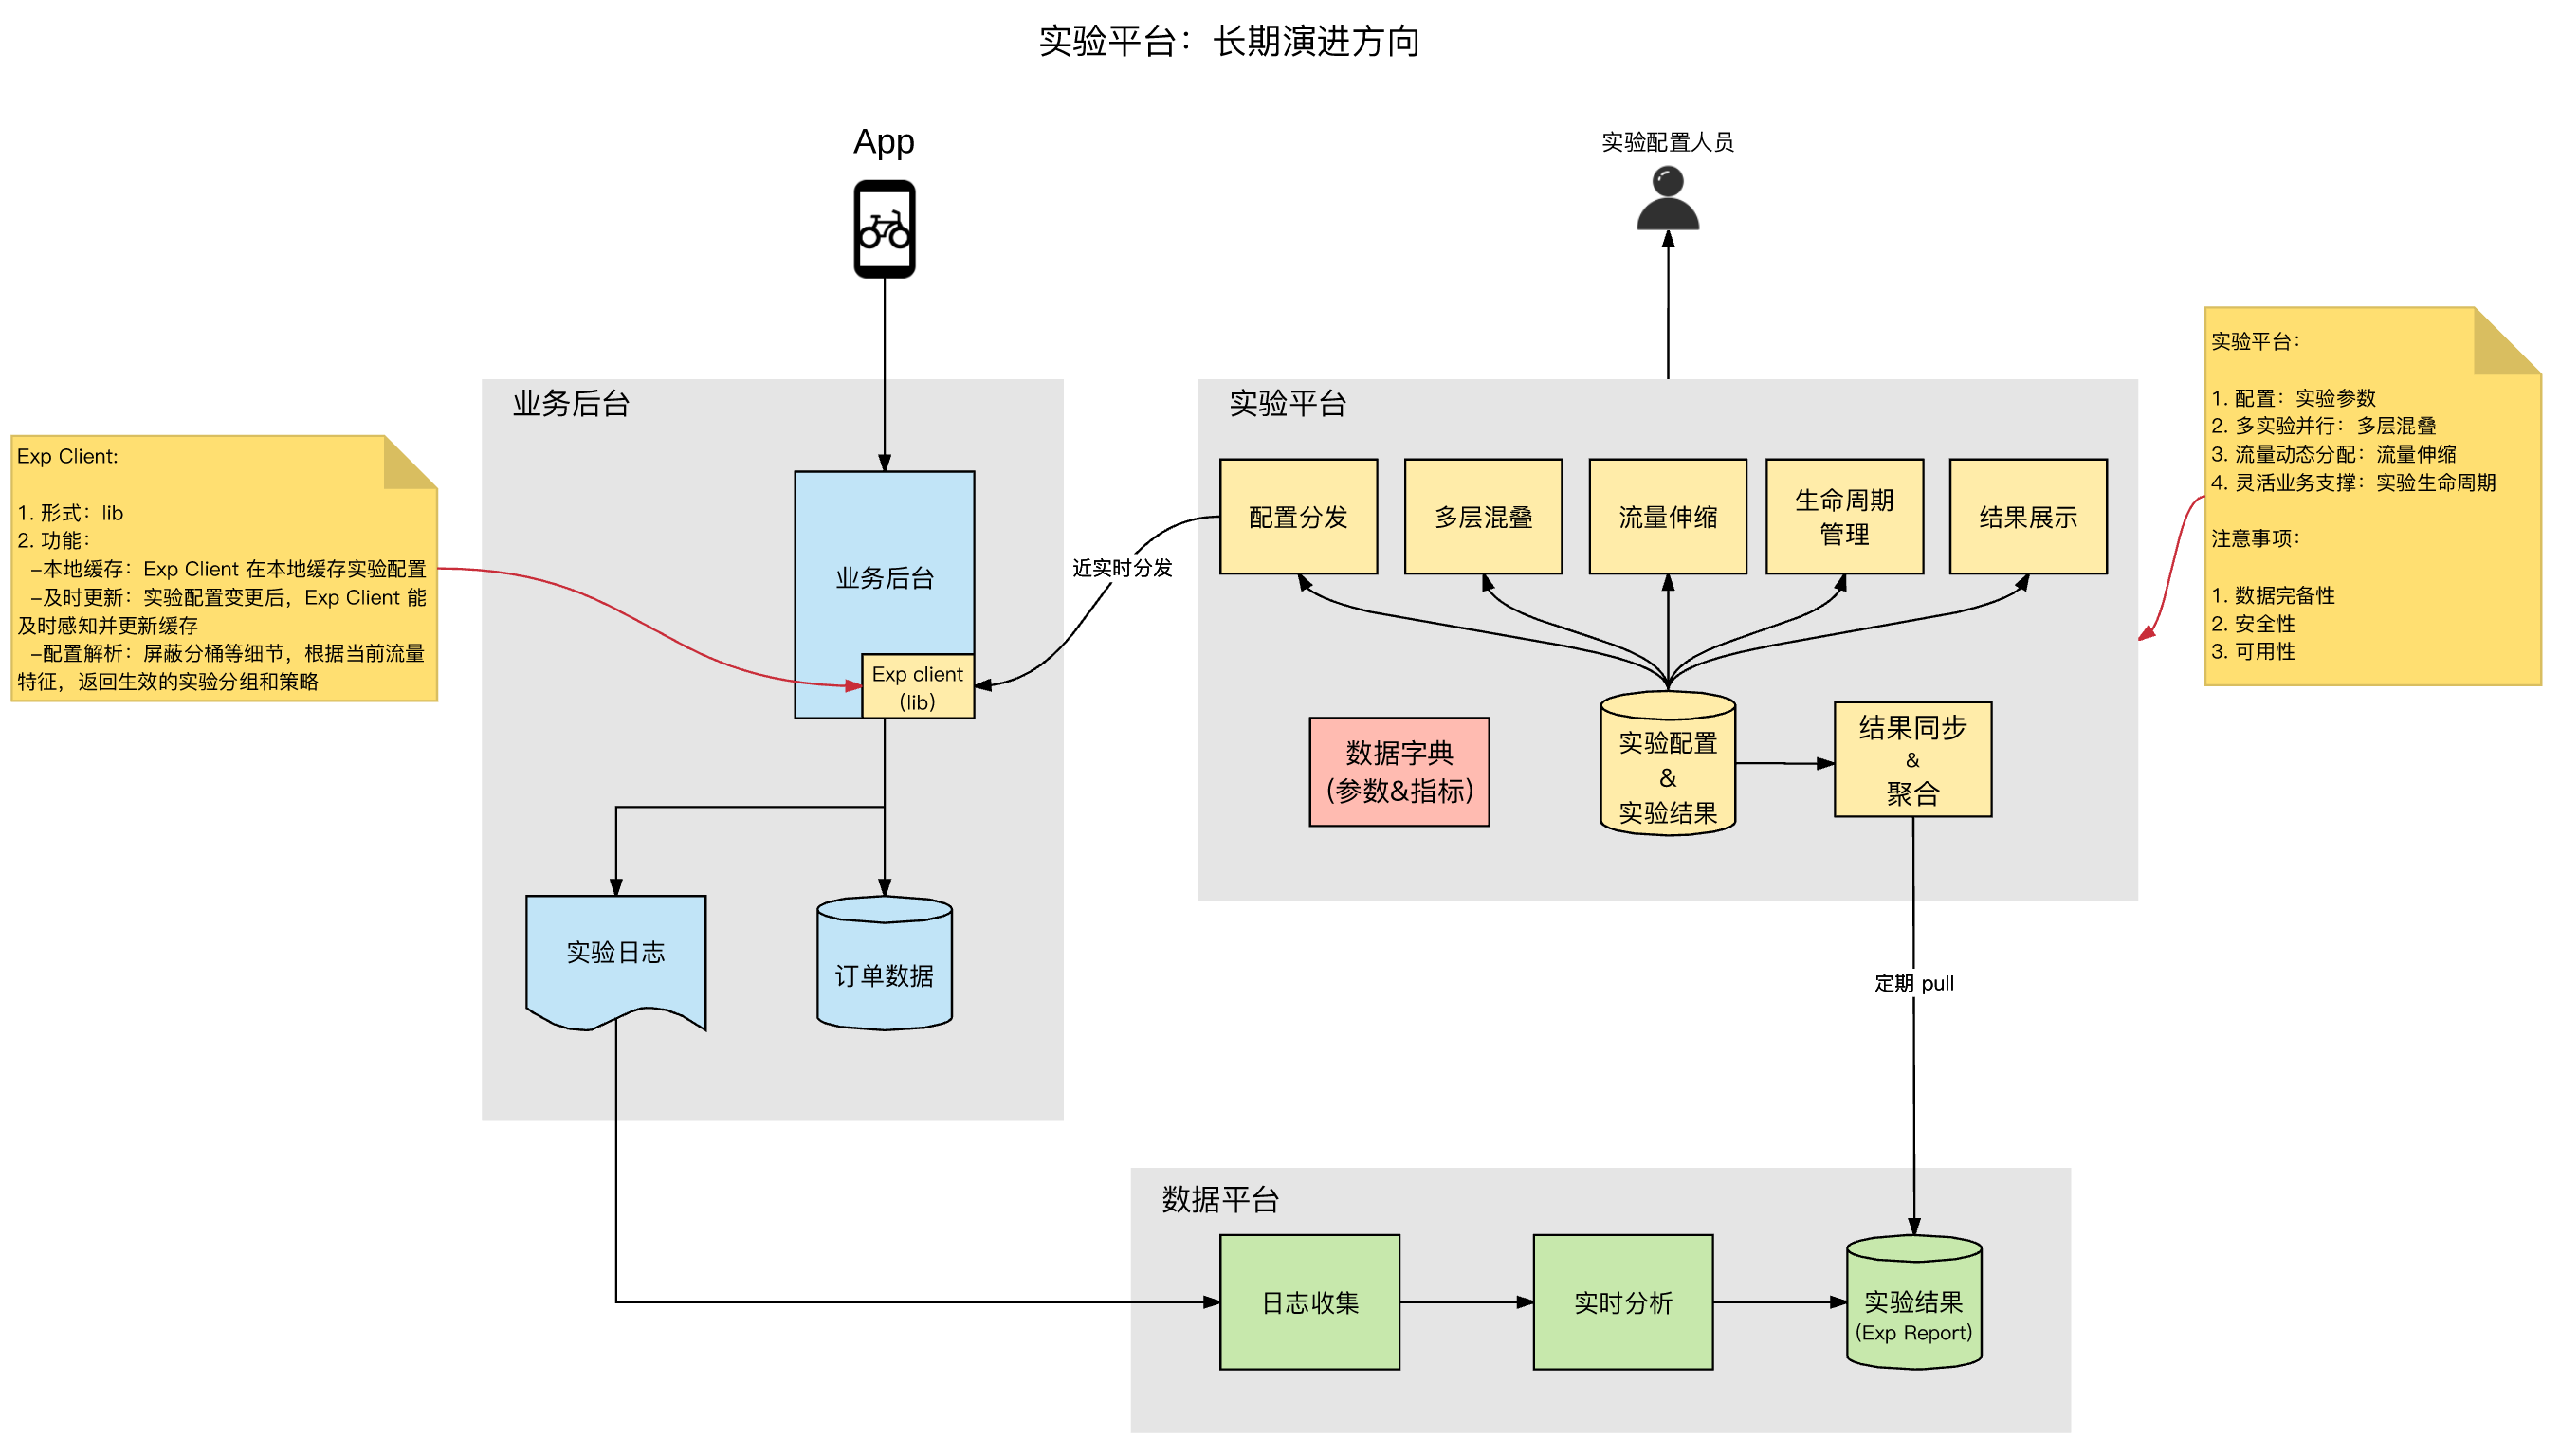 实验平台：长期演进方向
App
实验配置人员
业务后台
业务后台
Exp client
(lib)
实验日志
订单数据
Exp Client:
1. 形式：lib
2. 功能：
–本地缓存：Exp Client 在本地缓存实验配置
–及时更新：实验配置变更后，Exp Client 能
及时感知并更新缓存
–配置解析：屏蔽分桶等细节，根据当前流量
特征，返回生效的实验分组和策略
近实时分发
实验平台
配置分发
多层混叠
流量伸缩
生命周期
管理
结果展示
数据字典
（参数&指标）
实验配置
&
实验结果
结果同步
&
聚合
实验平台：
1. 配置：实验参数
2. 多实验并行：多层混叠
3. 流量动态分配：流量伸缩
4. 灵活业务支撑：实验生命周期
注意事项：
1. 数据完备性
2. 安全性
3. 可用性
定期 pull
数据平台
日志收集
实时分析
实验结果
(Exp Report)